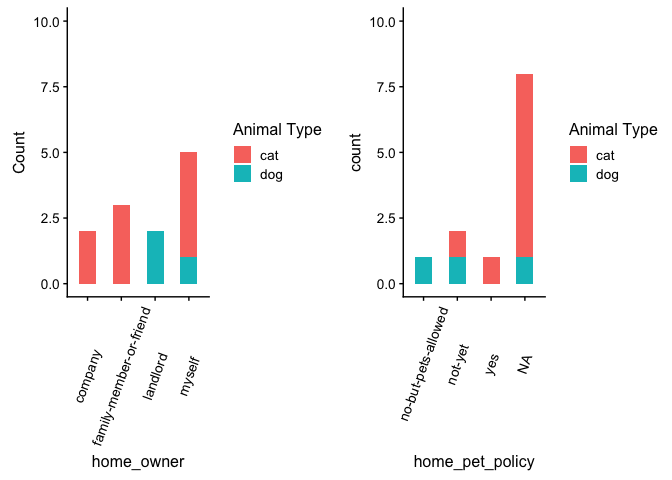 10.0
7.5
5.0
2.5
0.0
Count
company
family-member-or-friend
landlord
myself
home_owner
Animal Type
cat
dog
10.0
7.5
5.0
2.5
0.0
count
no-but-pets-allowed
not-yet
yes
NA
home_pet_policy
Animal Type
cat
dog